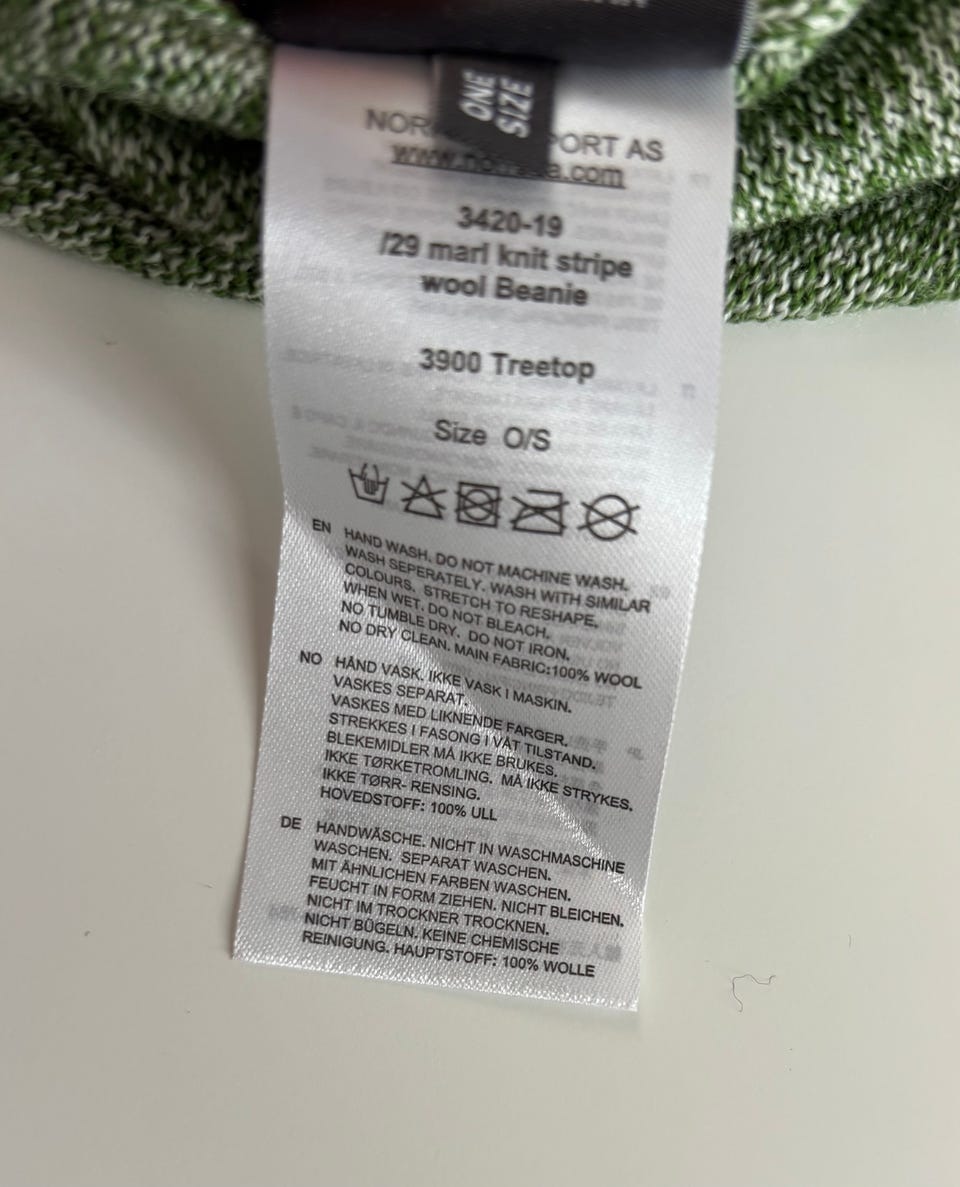 ONE
SIZE
PORT AS
3420-19
/29 marl knit stripe
wool Beanie
3900 Treetop
Size O/S
EN HAND WASH. DO NOT MACHINE WASH.
WASH SEPERATELY. WASH WITH SIMILAR
COLOURS. STRETCH TO RESHAPE.
WHEN WET. DO NOT BLEACH.
NO TUMBLE DRY. DO NOT IRON.
NO DRY CLEAN. MAIN FABRIC:100% WOOL
NO HÅND VASK. IKKE VASK I MASKIN.
VASKES SEPARAT.
VASKES MED LIKNENDE FARGER.
STREKKES I FASONG I VÅT TILSTAND.
BLEKEMIDLER MÅ IKKE BRUKES.
IKKE TØRKETROMLING. MÅ IKKE STRYKES.
IKKE TØRR- RENSING.
HOVEDSTOFF: 100% ULL
DE HANDWÄSCHE. NICHT IN WASCHMASCHINE
WASCHEN. SEPARAT WASCHEN.
MIT ÄHNLICHEN FARBEN WASCHEN.
FEUCHT IN FORM ZIEHEN. NICHT BLEICHEN.
NICHT IM TROCKNER TROCKNEN.
NICHT BÜGELN. KEINE CHEMISCHE
REINIGUNG. HAUPTSTOFF: 100% WOLLE